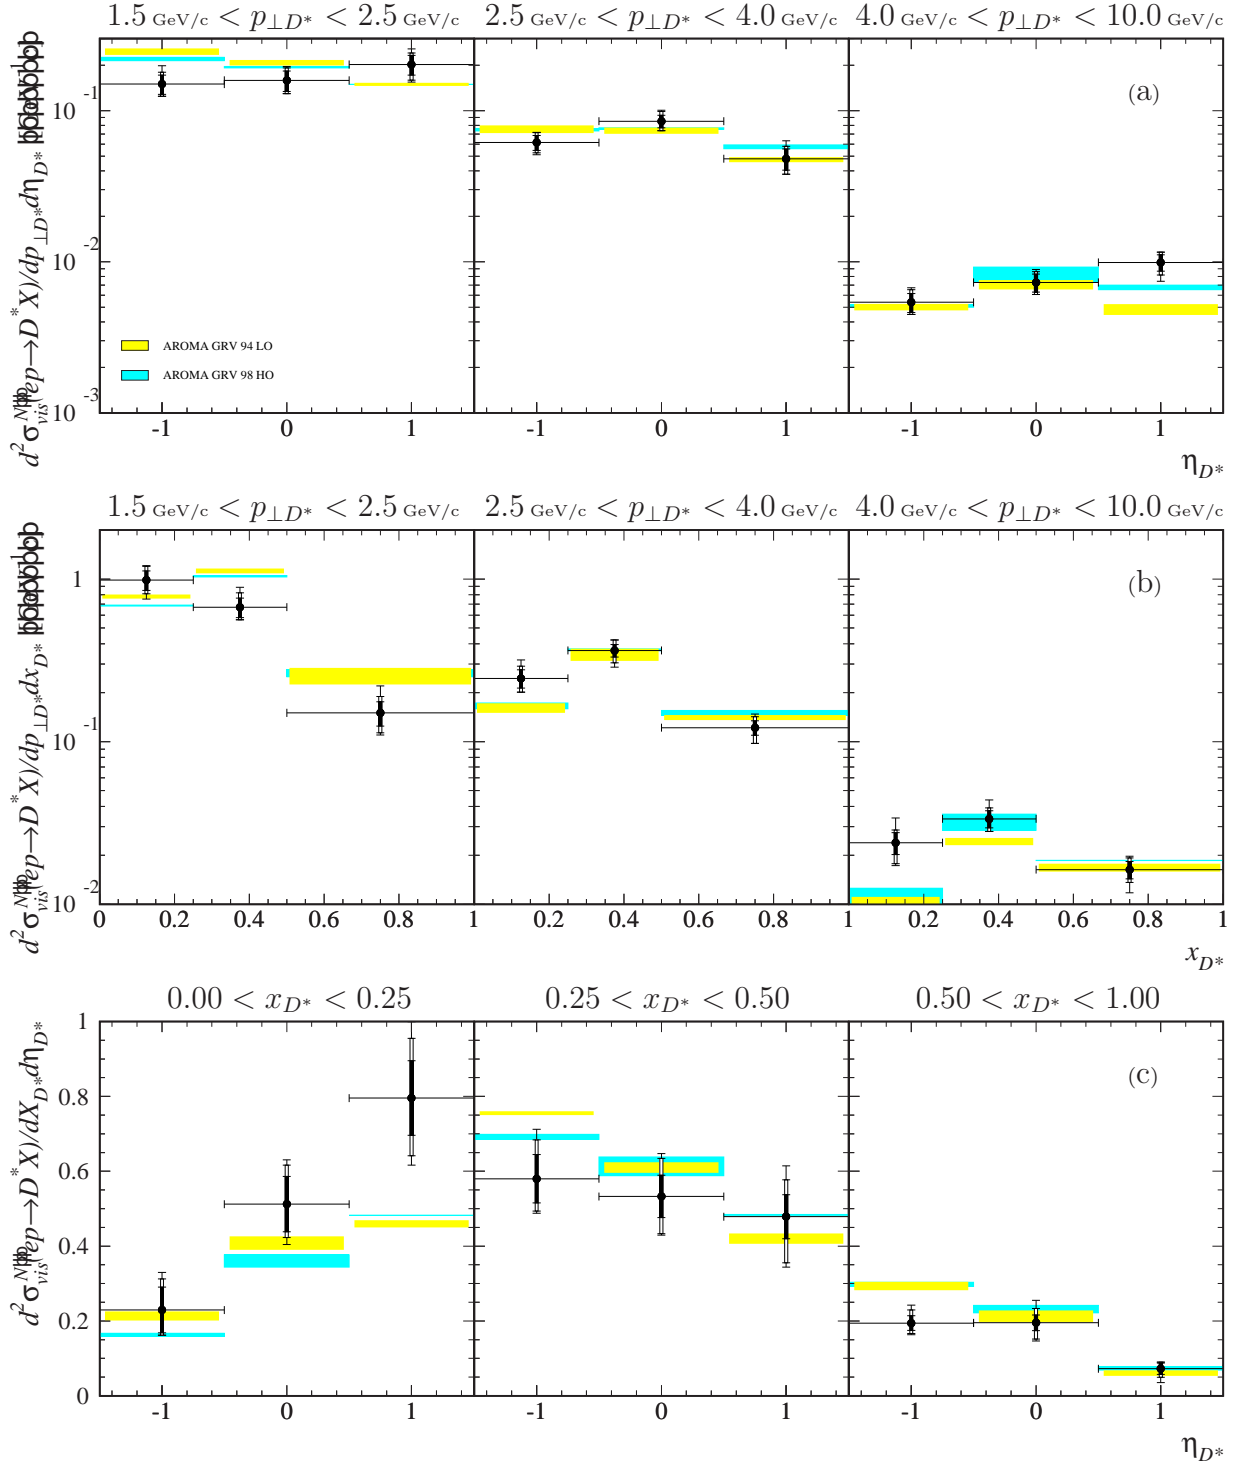 1.5 GeV/c < p⊥D* < 2.5 GeV/c 2.5 GeV/c < p⊥D* < 4.0 GeV/c 4.0 GeV/c < p⊥D* < 10.0 GeV/c
(a)
10⁻¹
10⁻²
10⁻³
AROMA GRV 94 LO
AROMA GRV 98 HO
-1 0 1 -1 0 1 -1 0 1
ηD*
1.5 GeV/c < p⊥D* < 2.5 GeV/c 2.5 GeV/c < p⊥D* < 4.0 GeV/c 4.0 GeV/c < p⊥D* < 10.0 GeV/c
(b)
1
10⁻¹
10⁻²
0 0.2 0.4 0.6 0.8 0.2 0.4 0.6 0.8 1 0.2 0.4 0.6 0.8 1
xD*
0.00 < xD* < 0.25 0.25 < xD* < 0.50 0.50 < xD* < 1.00
d²σvis(ep→D*X)/dXD*dηD*
(c)
1
0.8
0.6
0.4
0.2
0
-1 0 1 -1 0 1 -1 0 1
ηD*